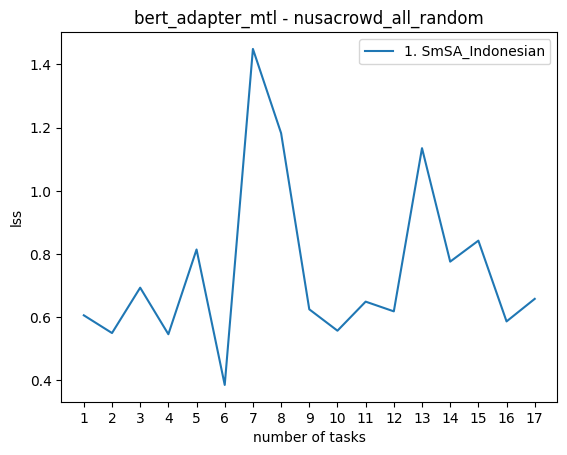 bert_adapter_mtl - nusacrowd_all_random
1. SmSA_Indonesian
1.4
1.2
1.0
0.8
0.6
0.4
lss
1 2 3 4 5 6 7 8 9 10 11 12 13 14 15 16 17
number of tasks